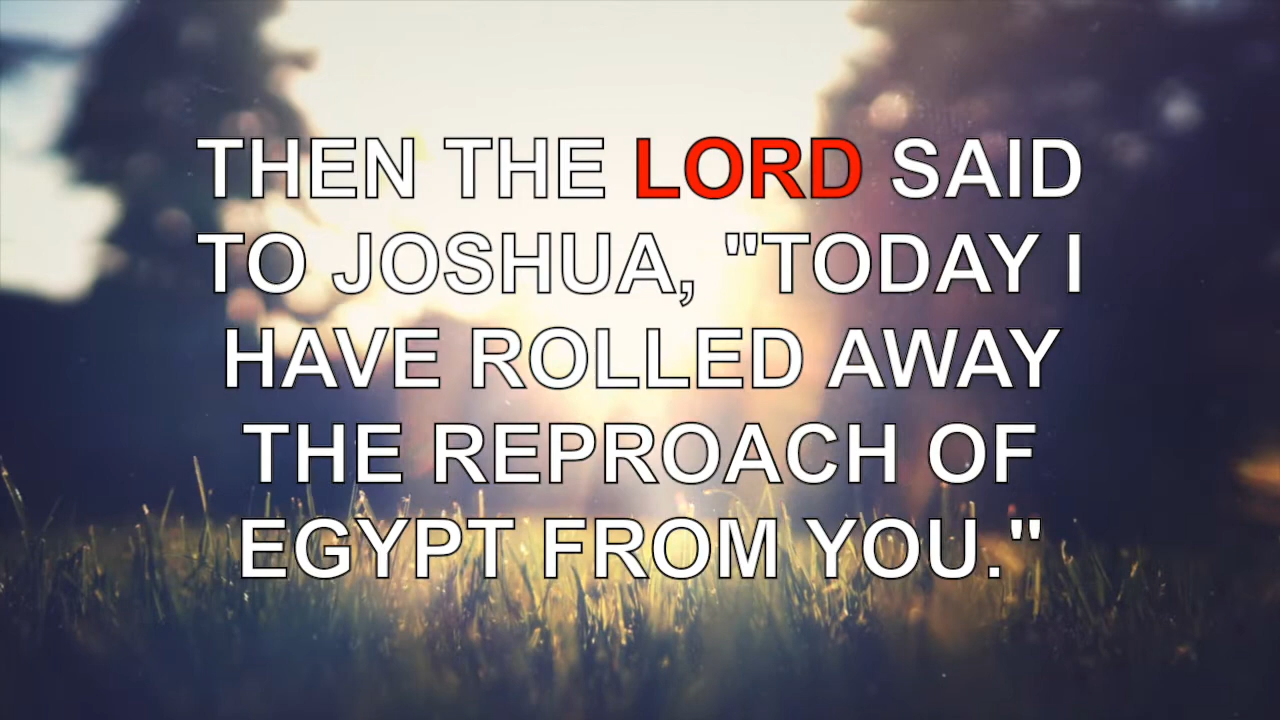 THEN THE LORD SAID
TO JOSHUA, "TODAY I
HAVE ROLLED AWAY
THE REPROACH OF
EGYPT FROM YOU."